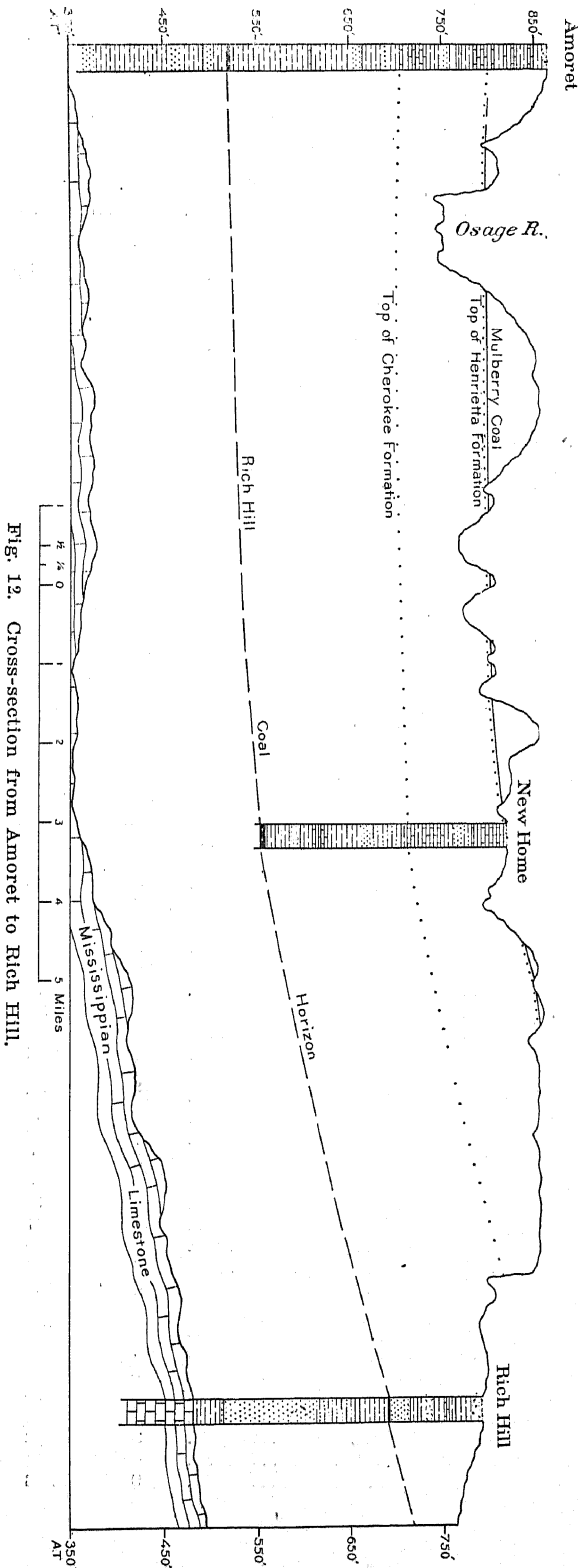 Amoret
850'
750'
650'
550'
450'
A.T.
Osage R.
Mulberry Coal
Top of Henrietta Formation
Top of Cherokee Formation
New Home
Rich Hill
Rich Hill
Coal
Horizon
Mississippian
Limestone
1 ½ ¼ 0 1 2 3 4 5 Miles
750'
650'
550'
450'
350'
A.T
Fig. 12. Cross-section from Amoret to Rich Hill.